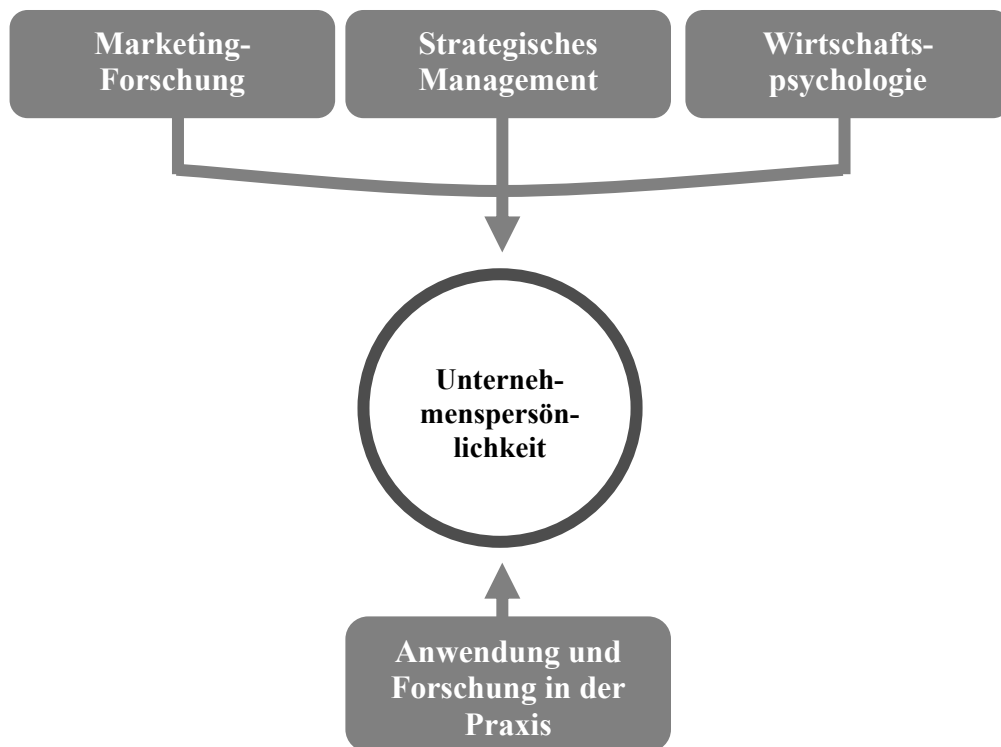 Marketing-
Forschung
Strategisches
Management
Wirtschafts-
psychologie
Unterneh-
menspersön-
lichkeit
Anwendung und
Forschung in der
Praxis